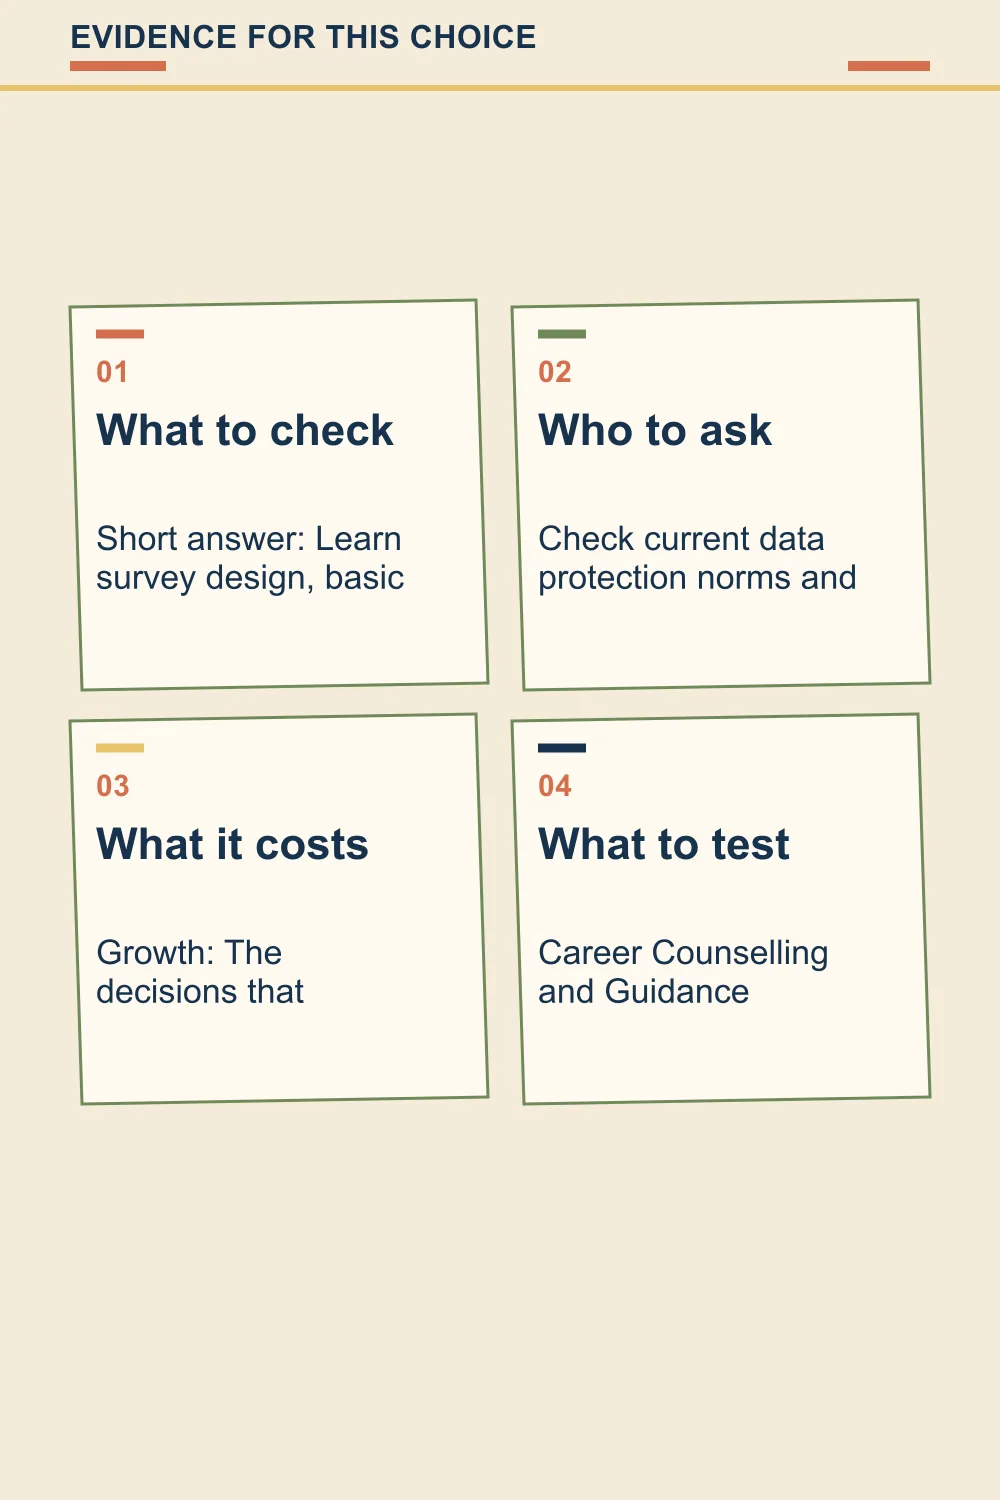 EVIDENCE FOR THIS CHOICE
01
What to check
Short answer: Learn
survey design, basic
02
Who to ask
Check current data
protection norms and
03
What it costs
Growth: The
decisions that
04
What to test
Career Counselling
and Guidance